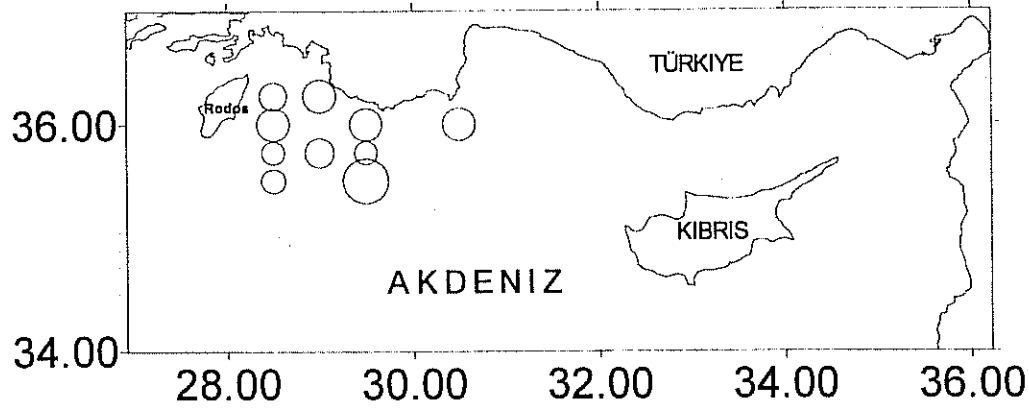 TÜRKIYE
Rodos
36.00
KIBRIS
AKDENIZ
34.00
28.00 30.00 32.00 34.00 36.00